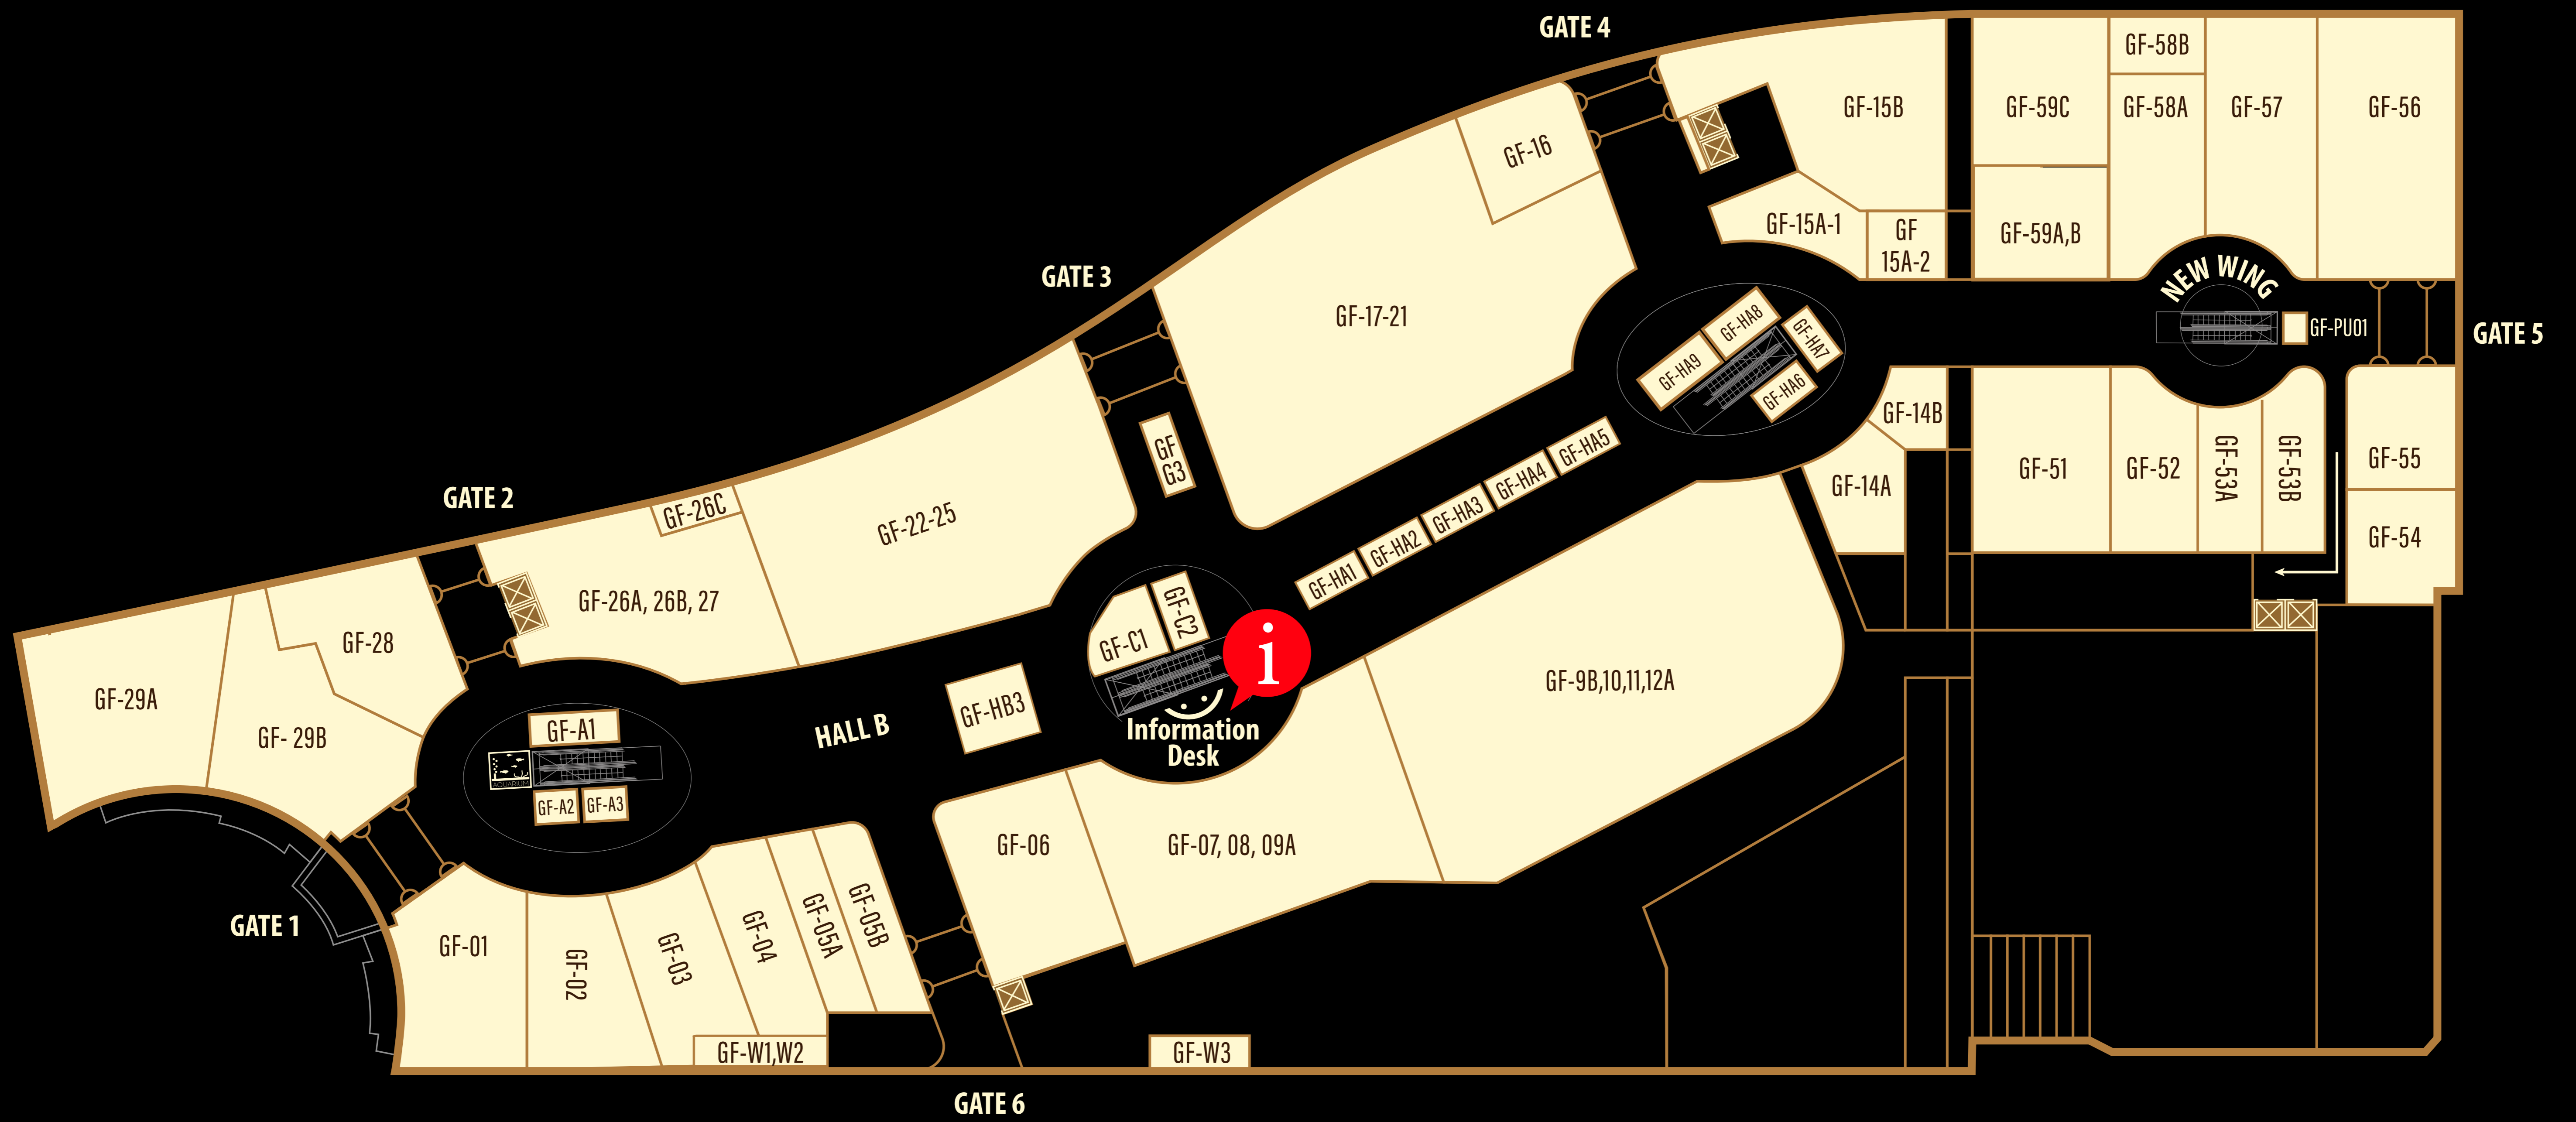 GATE 4
GF-58B
GF-15B
GF-59C
GF-58A
GF-57
GF-56
GF-16
GF-15A-1
GF
15A-2
GF-59A,B
GATE 3
NEW WING
GF-17-21
GF-HA8
GF-HA7
GF-HA9
GF-HA6
GF-PU01
GATE 5
GF-14B
GF
G3
GF-HA5
GF-HA4
GF-HA3
GF-HA2
GF-HA1
GF-14A
GF-51
GF-52
GF-53A
GF-53B
GF-55
GF-54
GATE 2
GF-26C
GF-22-25
GF-26A, 26B, 27
GF-C2
GF-C1
i
GF-28
GF-29A
GF- 29B
GF-9B,10,11,12A
GF-HB3
HALL B
Information
Desk
GF-A1
AQUARIUM
GF-A2
GF-A3
GF-06
GF-07, 08, 09A
GATE 1
GF-01
GF-02
GF-03
GF-04
GF-05A
GF-05B
GF-W1,W2
GF-W3
GATE 6